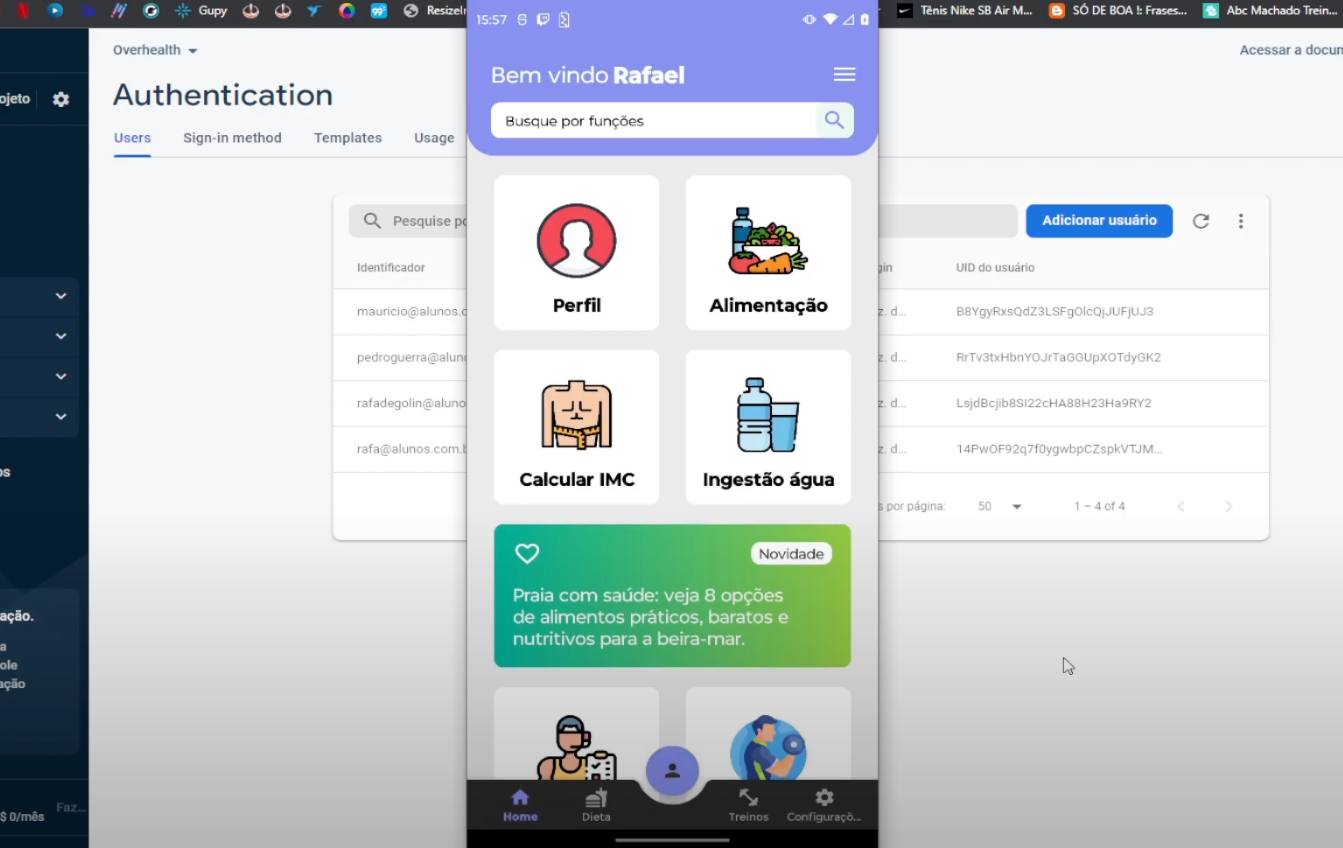 Gupy
ResizeI
Tênis Nike SB Air M...
SÓ DE BOA !: Frases...
Abc Machado Trein...
15:57
Overhealth
Acessar a docum
ojeto
Authentication
Users
Sign-in method
Templates
Usage
Bem vindo Rafael
Busque por funções
Pesquise po
Adicionar usuário
Identificador
gin
UID do usuário
mauricio@alunos.c
z. d...
B8YgyRxsQdZ3LSFgOlcQjJUFjUJ3
pedroguerra@alun
z. d...
RrTv3txHbnYOJrTaGGUpXOTdyGK2
rafadegolin@aluno
z. d...
LsjdBcjib8SI22cHA88H23Ha9RY2
rafa@alunos.com.b
z. d...
14PwOF92q7f0ygwbpCZspkVTJM...
s por página:
50
1 – 4 of 4
Perfil
Alimentação
Calcular IMC
Ingestão água
Novidade
Praia com saúde: veja 8 opções
de alimentos práticos, baratos e
nutritivos para a beira-mar.
os
ação.
a
ole
ação
$ 0/mês
Faz...
Home
Dieta
Treinos
Configuraçõ...